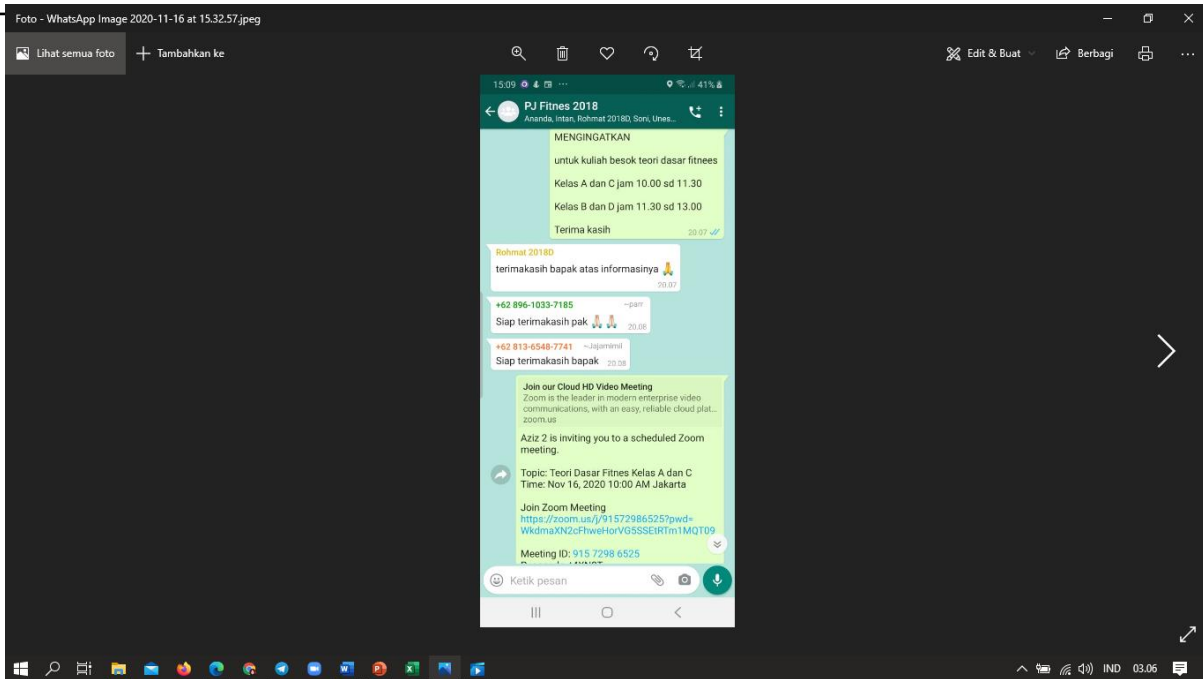 Foto - WhatsApp Image 2020-11-16 at 15.32.57.jpeg
Lihat semua foto
Tambahkan ke
Edit & Buat
Berbagi
15:09
41%
PJ Fitnes 2018
Ananda, Intan, Rohmat 2018D, Soni, Unes...
MENGINGATKAN
untuk kuliah besok teori dasar fitnees
Kelas A dan C jam 10.00 sd 11.30
Kelas B dan D jam 11.30 sd 13.00
Terima kasih
20.07
Rohmat 2018D
terimakasih bapak atas informasinya 🙏
20.07
+62 896-1033-7185 ~parr
Siap terimakasih pak 🙏🏻 🙏🏻 20.08
+62 813-6548-7741 ~Jajamimil
Siap terimakasih bapak 20.08
Join our Cloud HD Video Meeting
Zoom is the leader in modern enterprise video
communications, with an easy, reliable cloud plat...
zoom.us
Aziz 2 is inviting you to a scheduled Zoom
meeting.
Topic: Teori Dasar Fitnes Kelas A dan C
Time: Nov 16, 2020 10:00 AM Jakarta
Join Zoom Meeting
https://zoom.us/j/91572986525?pwd=
WkdmaXN2cFhweHorVG5SSEtRTm1MQT09
Meeting ID: 915 7298 6525
Ketik pesan
IND 03.06